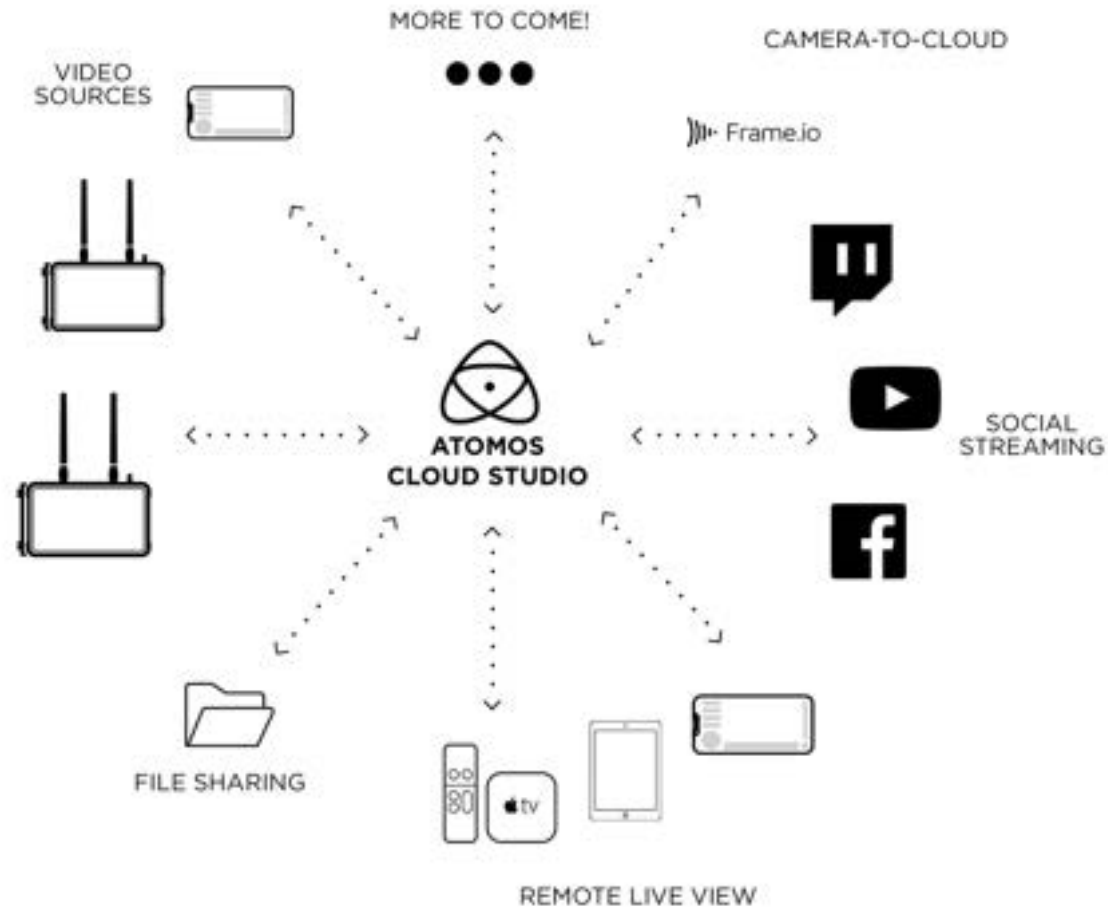 MORE TO COME!
CAMERA-TO-CLOUD
VIDEO
SOURCES
Frame.io
ATOMOS
CLOUD STUDIO
SOCIAL
STREAMING
FILE SHARING
tv
REMOTE LIVE VIEW